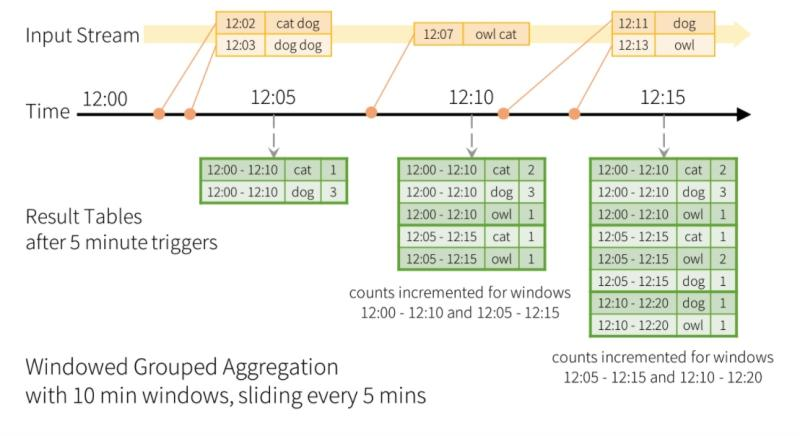 Input Stream
12:02 cat dog
12:03 dog dog
12:07 owl cat
12:11 dog
12:13 owl
Time
12:00
12:05
12:10
12:15
12:00 - 12:10 cat 1
12:00 - 12:10 dog 3
12:00 - 12:10 cat 2
12:00 - 12:10 dog 3
12:00 - 12:10 owl 1
12:05 - 12:15 cat 1
12:05 - 12:15 owl 1
12:00 - 12:10 cat 2
12:00 - 12:10 dog 3
12:00 - 12:10 owl 1
12:05 - 12:15 cat 1
12:05 - 12:15 owl 2
12:05 - 12:15 dog 1
12:10 - 12:20 dog 1
12:10 - 12:20 owl 1
Result Tables
after 5 minute triggers
counts incremented for windows
12:00 - 12:10 and 12:05 - 12:15
counts incremented for windows
12:05 - 12:15 and 12:10 - 12:20
Windowed Grouped Aggregation
with 10 min windows, sliding every 5 mins